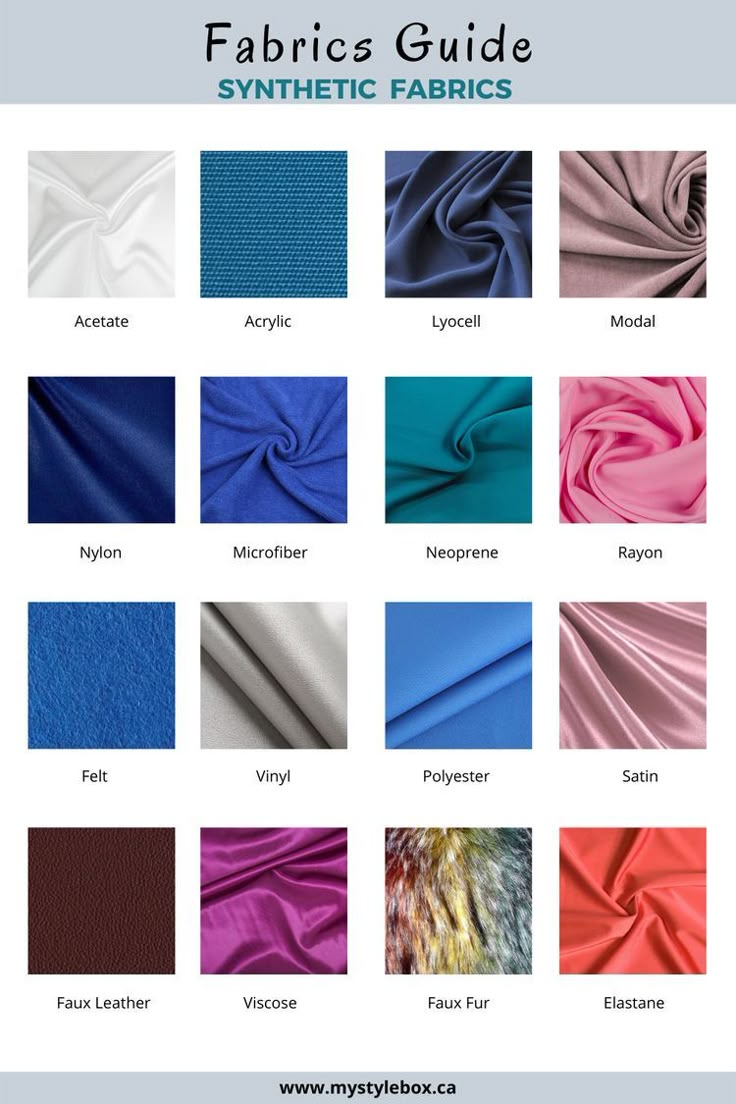 Fabrics Guide
SYNTHETIC FABRICS
Acetate
Acrylic
Lyocell
Modal
Nylon
Microfiber
Neoprene
Rayon
Felt
Vinyl
Polyester
Satin
Faux Leather
Viscose
Faux Fur
Elastane
www.mystylebox.ca